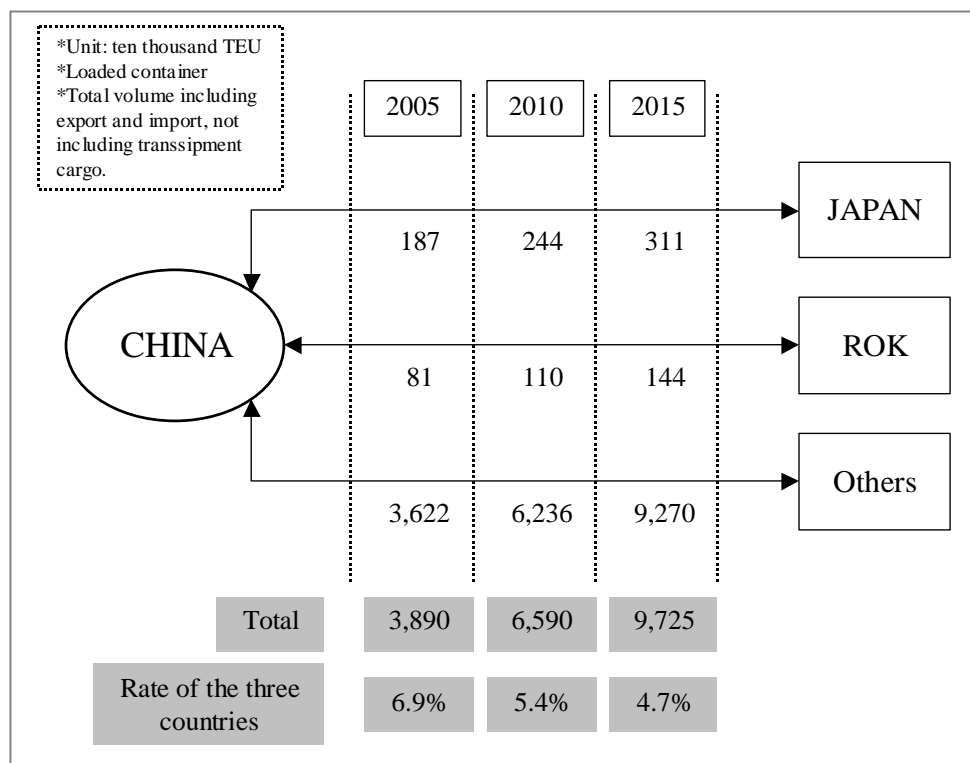 *Unit: ten thousand TEU
*Loaded container
*Total volume including
export and import, not
including transsipment
cargo.
2005 2010 2015
JAPAN
187 244 311
CHINA
ROK
81 110 144
Others
3,622 6,236 9,270
Total 3,890 6,590 9,725
Rate of the three
countries
6.9% 5.4% 4.7%